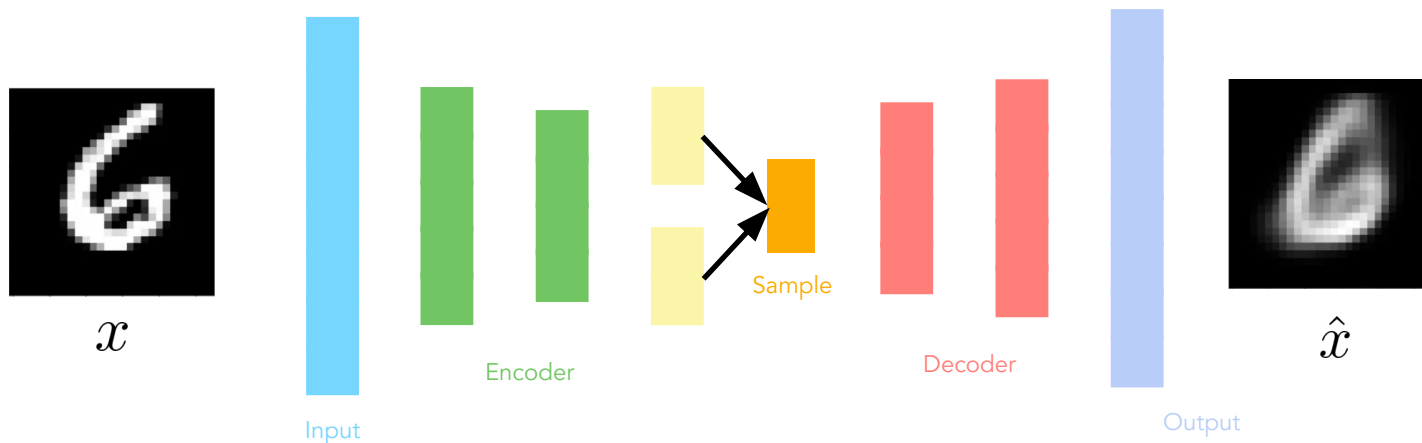 x
Input
Encoder
Sample
Decoder
Output
x̂